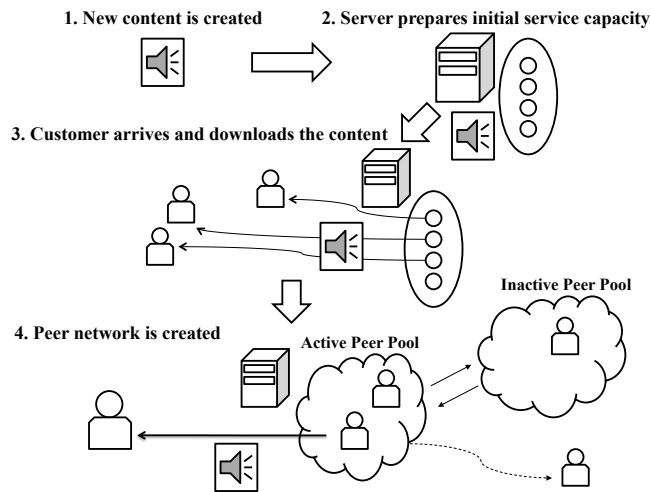 1. New content is created
2. Server prepares initial service capacity
3. Customer arrives and downloads the content
Inactive Peer Pool
4. Peer network is created
Active Peer Pool